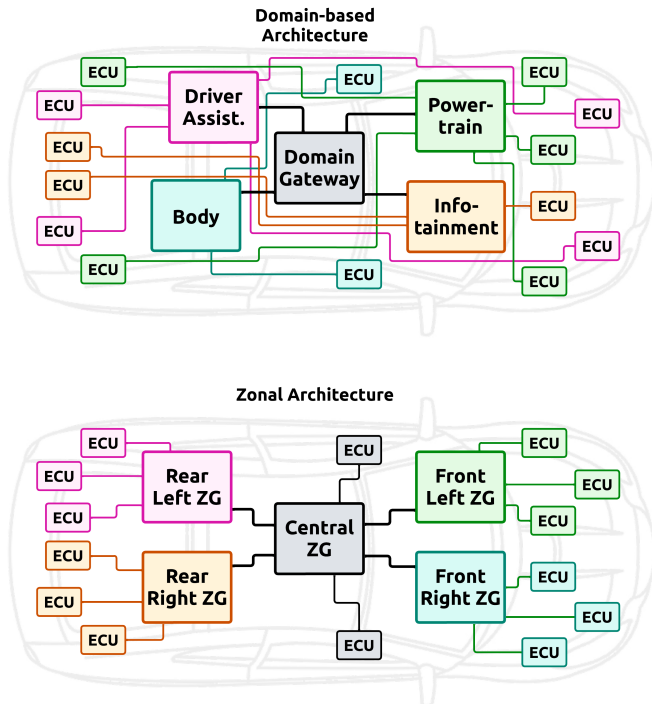 Domain-based
Architecture
ECU
ECU
ECU
ECU
ECU
ECU
ECU
Driver
Assist.
Body
Domain
Gateway
Power-
train
Info-
tainment
ECU
ECU
ECU
ECU
ECU
ECU
ECU
Zonal Architecture
ECU
ECU
ECU
ECU
ECU
ECU
Rear
Left ZG
Rear
Right ZG
ECU
Central
ZG
ECU
Front
Left ZG
Front
Right ZG
ECU
ECU
ECU
ECU
ECU
ECU